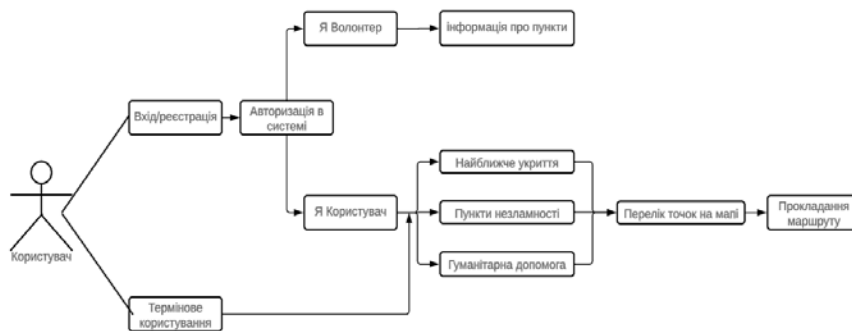 Я Волонтер
інформація про пункти
Вхід/реєстрація
Авторизація в
системі
Найближче укриття
Я Користувач
Пункти незламності
Перелік точок на мапі
Прокладання
маршруту
Користувач
Гуманітарна допомога
Термінове
користування